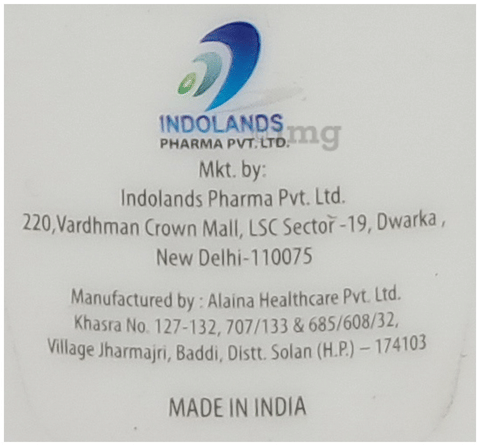 INDOLANDS
PHARMA PVT. LTD.
Mkt. by:
Indolands Pharma Pvt. Ltd.
220,Vardhman Crown Mall, LSC Sector -19, Dwarka ,
New Delhi-110075
Manufactured by : Alaina Healthcare Pvt. Ltd.
Khasra No. 127-132, 707/133 & 685/608/32,
Village Jharmajri, Baddi, Distt. Solan (H.P.) – 174103
MADE IN INDIA